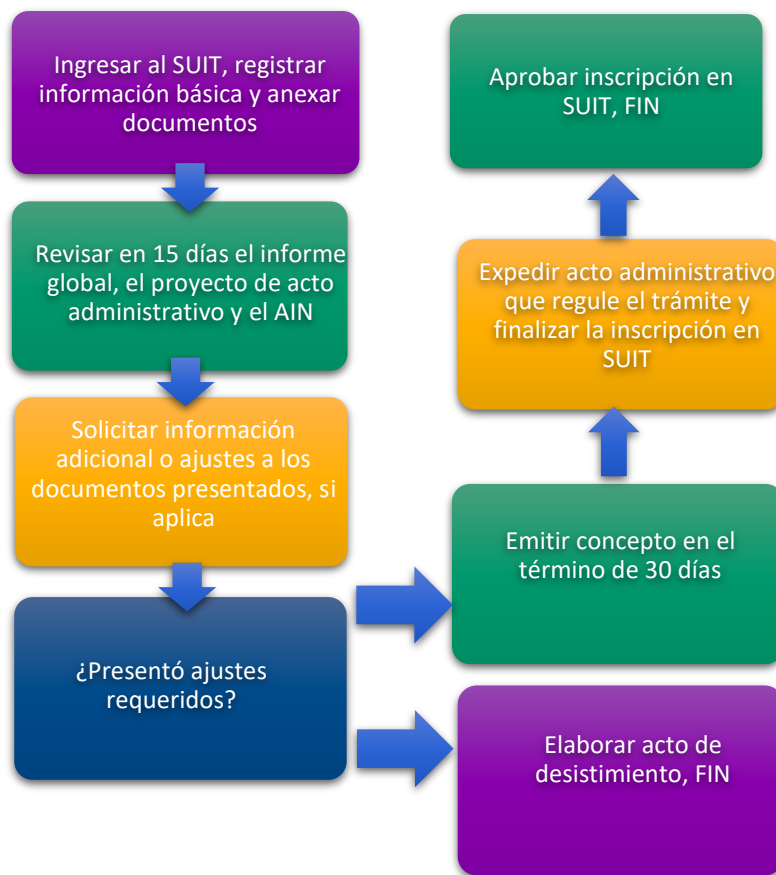 Ingresar al SUIT, registrar
información básica y anexar
documentos
Revisar en 15 días el informe
global, el proyecto de acto
administrativo y el AIN
Solicitar información
adicional o ajustes a los
documentos presentados, si
aplica
¿Presentó ajustes
requeridos?
Aprobar inscripción en
SUIT, FIN
Expedir acto administrativo
que regule el trámite y
finalizar la inscripción en
SUIT
Emitir concepto en el
término de 30 días
Elaborar acto de
desistimiento, FIN